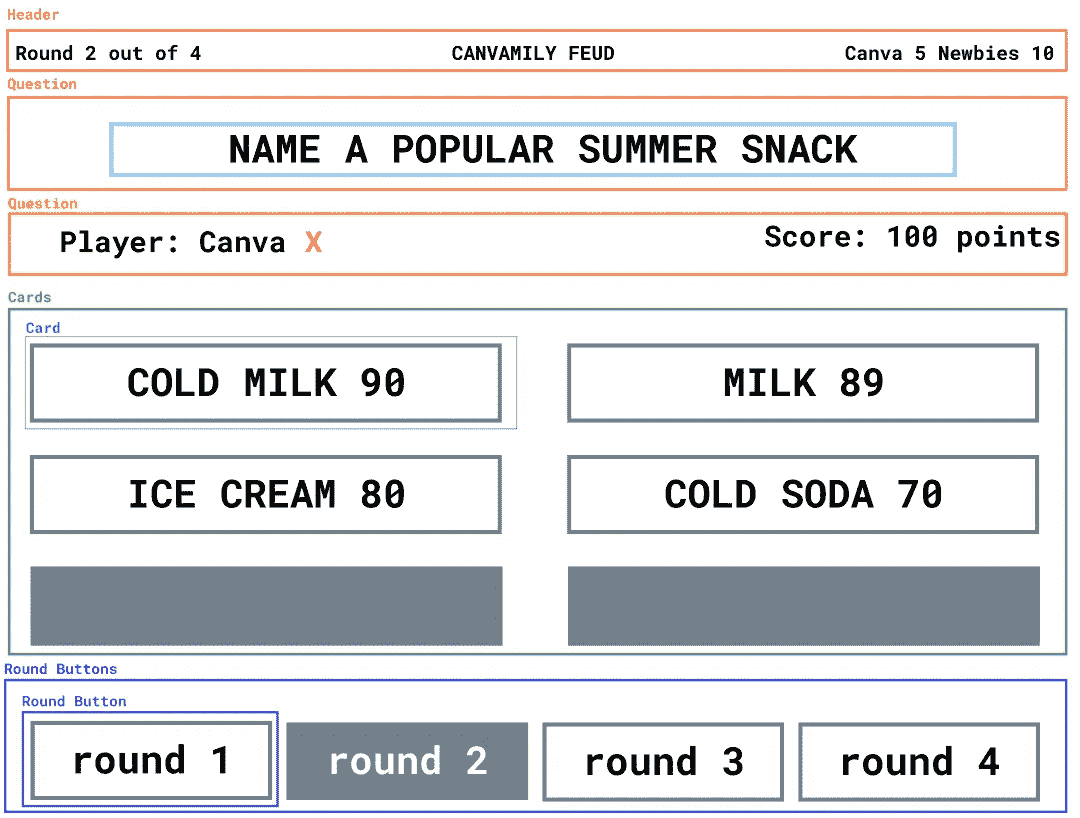 Header
Round 2 out of 4 CANVAMILY FEUD Canva 5 Newbies 10
Question
NAME A POPULAR SUMMER SNACK
Question
Player: Canva X Score: 100 points
Cards
Card
COLD MILK 90 MILK 89
ICE CREAM 80 COLD SODA 70
Round Buttons
Round Button
round 1 round 2 round 3 round 4